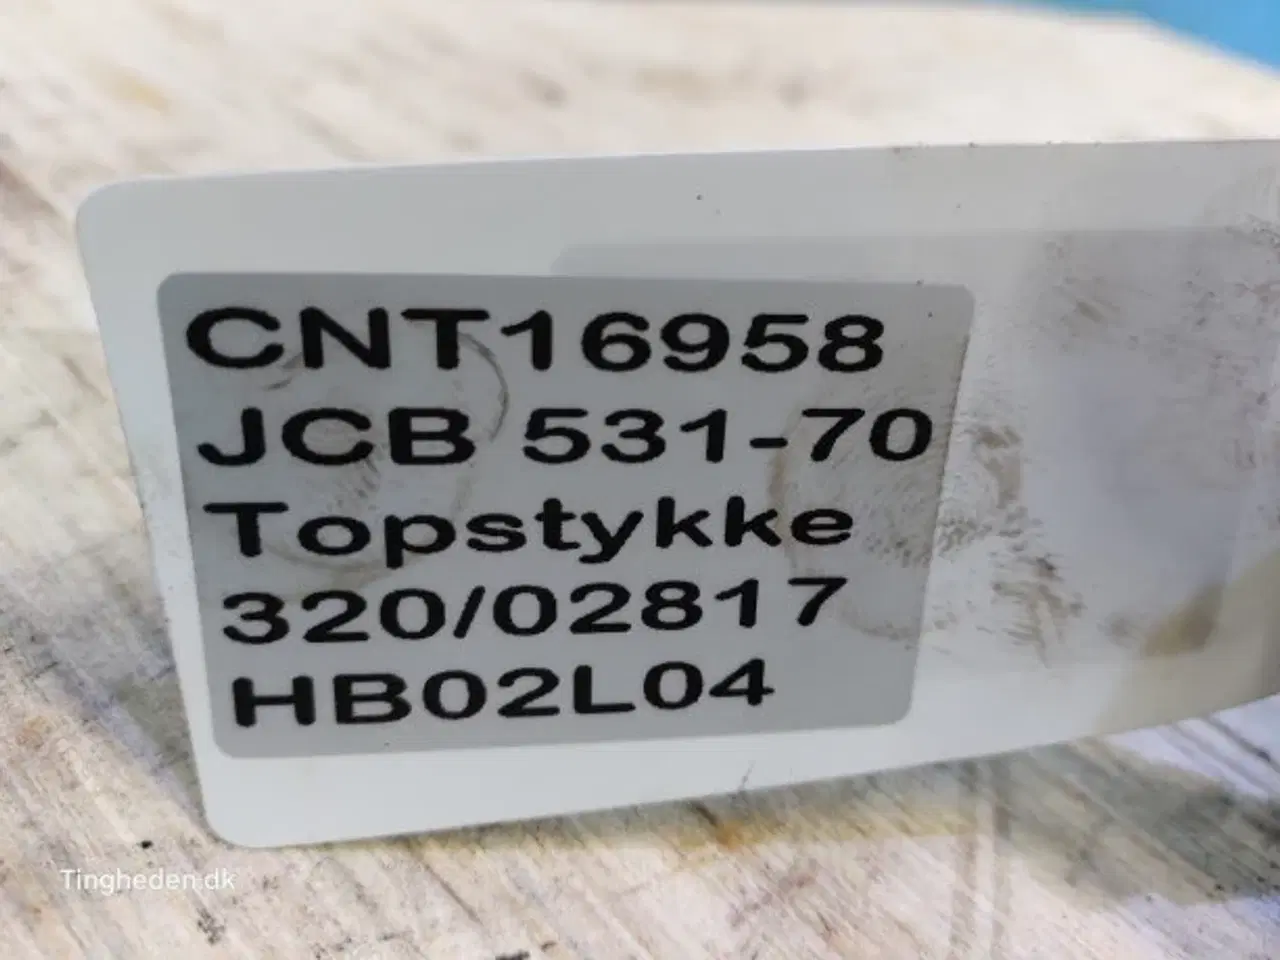 CNT16958
JCB 531-70
Topstykke
320/02817
HB02L04
Tingheden.dk